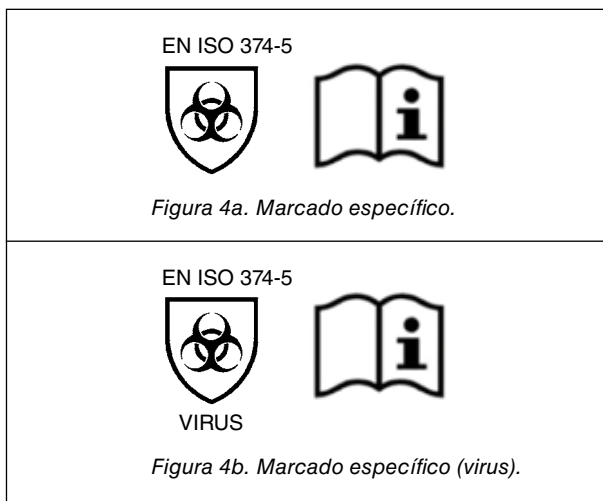 EN ISO 374-5
i
Figura 4a. Marcado específico.
EN ISO 374-5
i
VIRUS
Figura 4b. Marcado específico (virus).